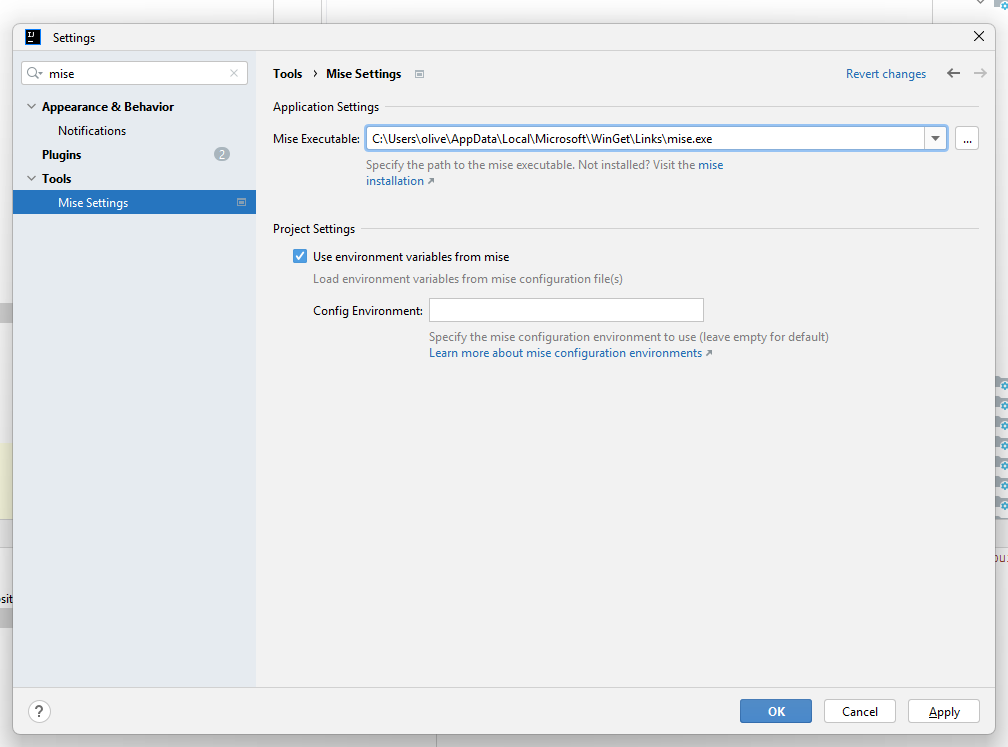 Settings
mise
Tools › Mise Settings
Revert changes
Appearance & Behavior
Notifications
Plugins 2
Tools
Mise Settings
Application Settings
Mise Executable: C:\Users\olive\AppData\Local\Microsoft\WinGet\Links\mise.exe ...
Specify the path to the mise executable. Not installed? Visit the mise
installation ↗
Project Settings
Use environment variables from mise
Load environment variables from mise configuration file(s)
Config Environment:
Specify the mise configuration environment to use (leave empty for default)
Learn more about mise configuration environments ↗
sit
?
OK
Cancel
Apply